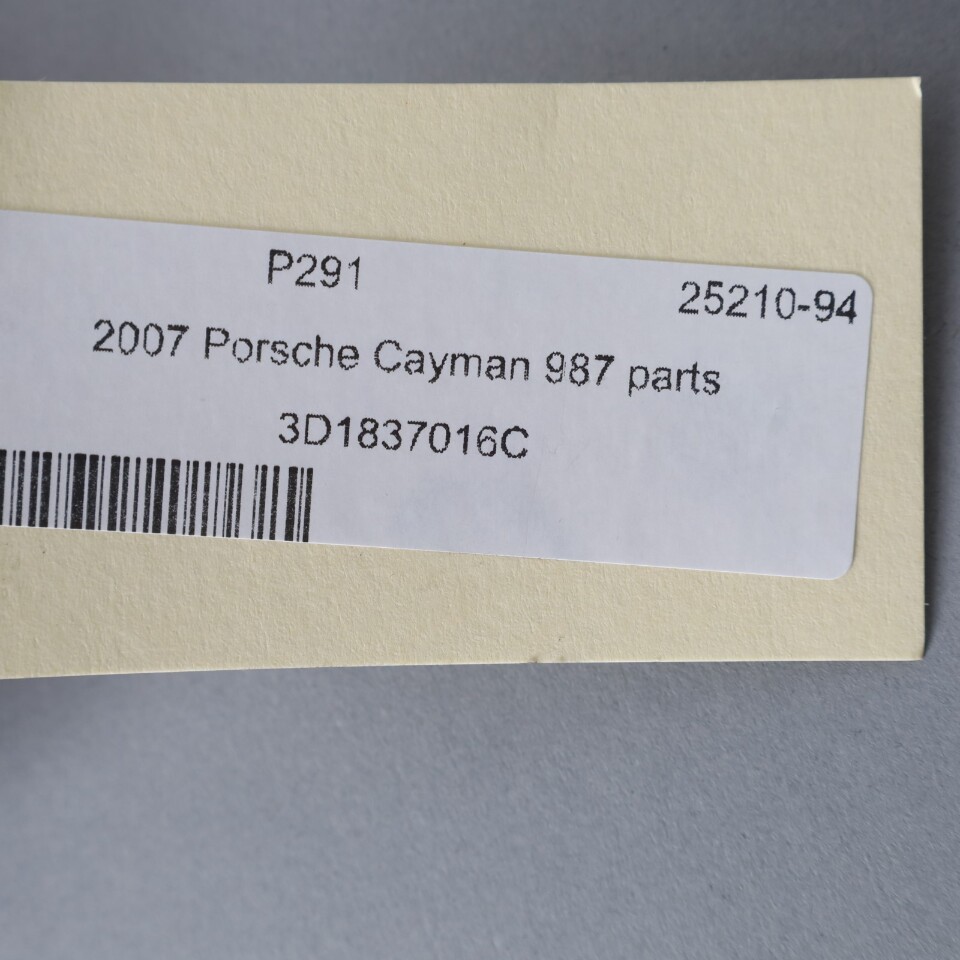 P291 25210-94
2007 Porsche Cayman 987 parts
3D1837016C